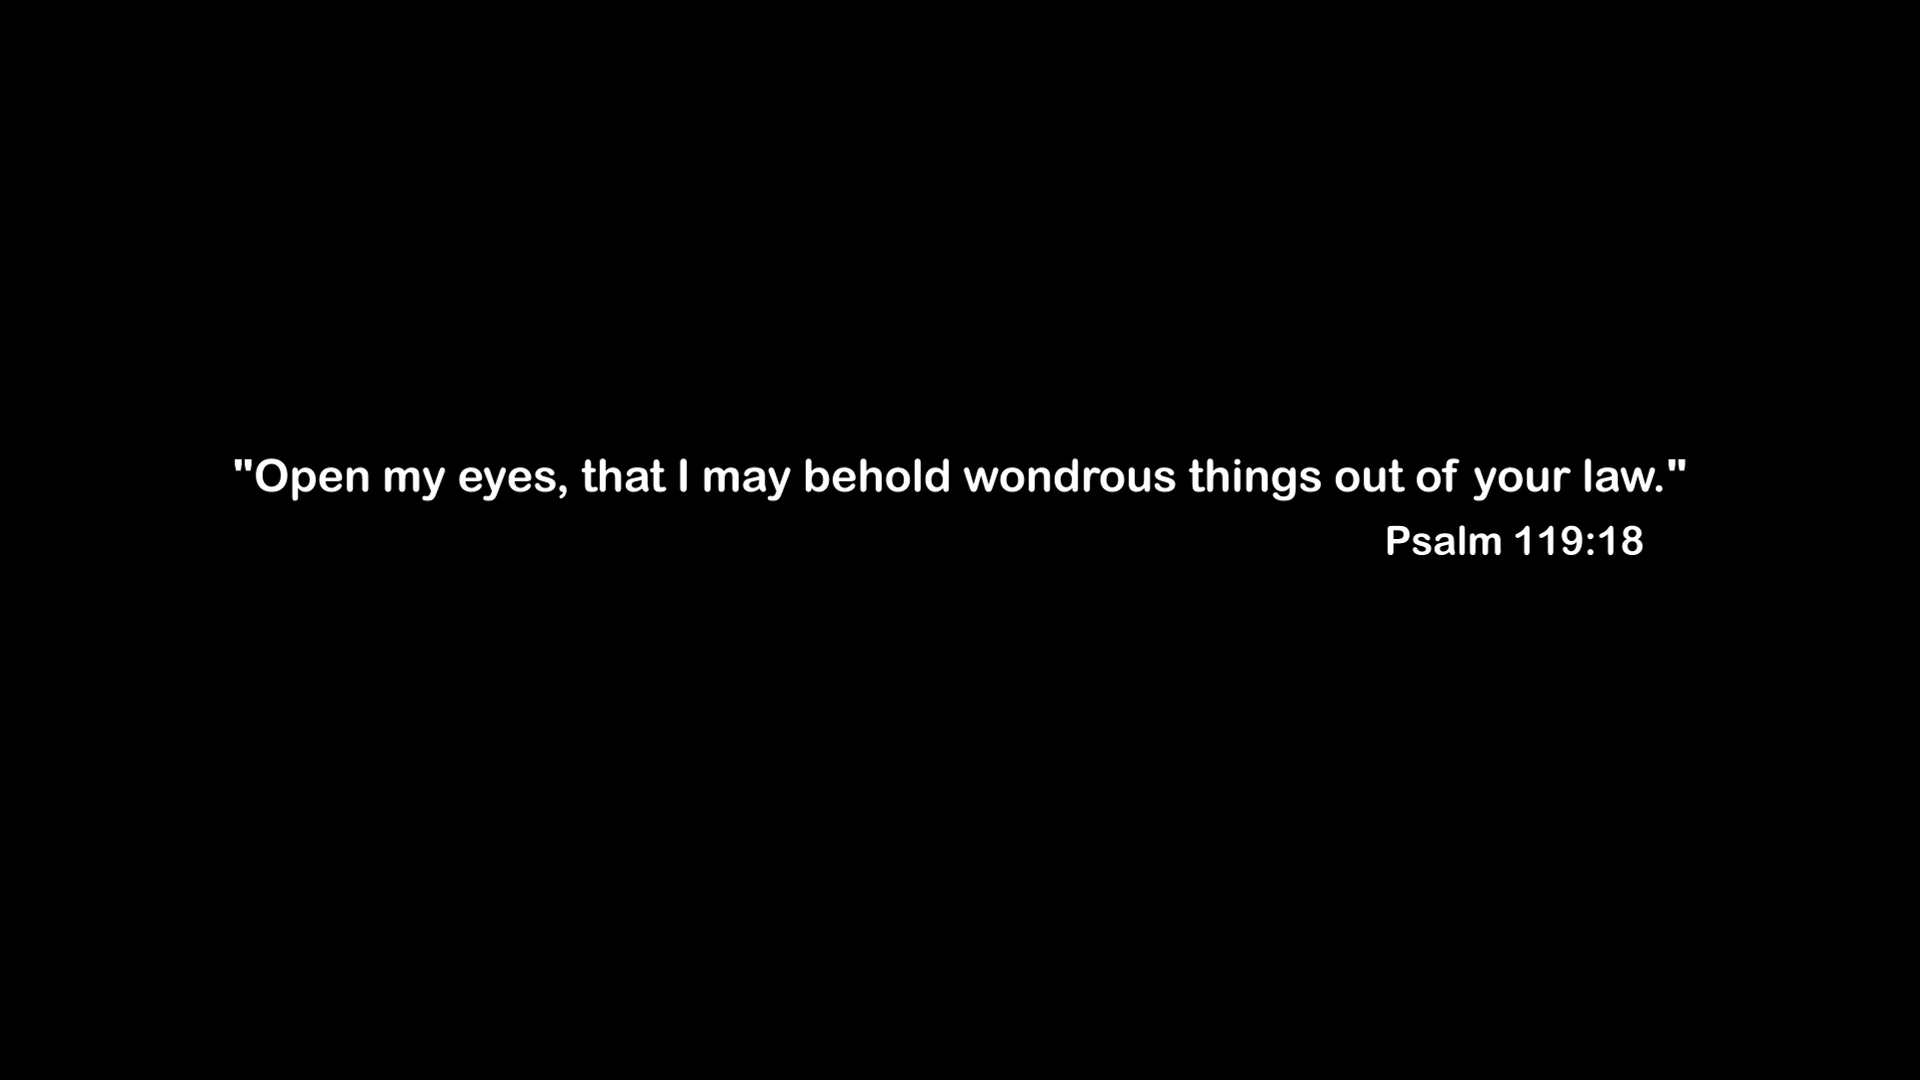 "Open my eyes, that I may behold wondrous things out of your law."
Psalm 119:18